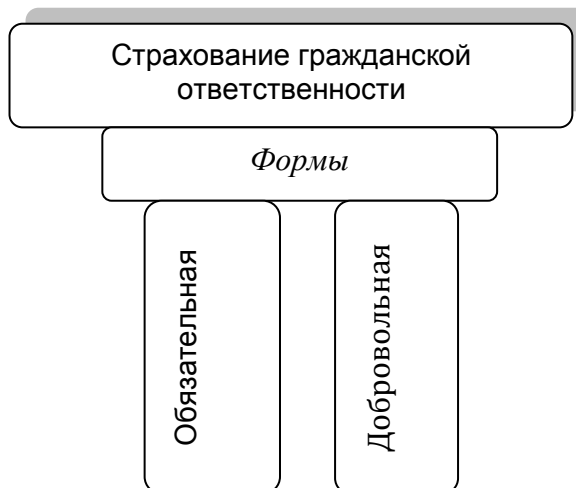 Страхование гражданской
ответственности
Формы
Обязательная
Добровольная